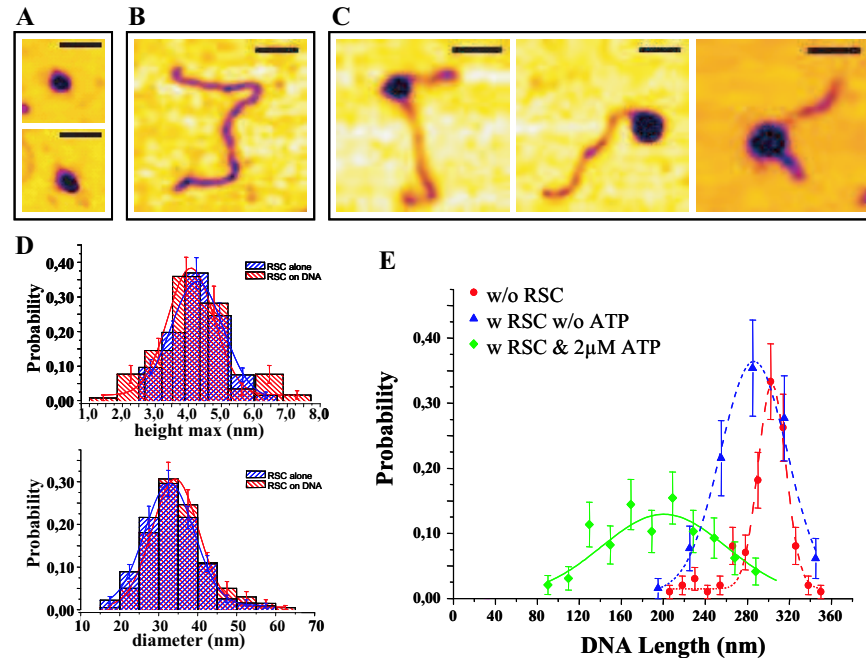 A
B
C
D
RSC alone
RSC on DNA
Probability
0,40
0,30
0,20
0,10
0,00
1,0 2,0 3,0 4,0 5,0 6,0 7,0 8,0
height max (nm)
RSC alone
RSC on DNA
Probability
0,40
0,30
0,20
0,10
0,00
10 20 30 40 50 60 70
diameter (nm)
E
w/o RSC
w RSC w/o ATP
w RSC & 2µM ATP
Probability
0,40
0,30
0,20
0,10
0,00
80 120 160 200 240 280 320 360
DNA Length (nm)